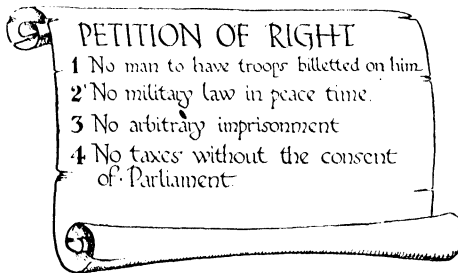 PETITION OF RIGHT
1 No man to have troops billetted on him
2 No military law in peace time.
3 No arbitrary imprisonment
4 No taxes without the consent
of Parliament.